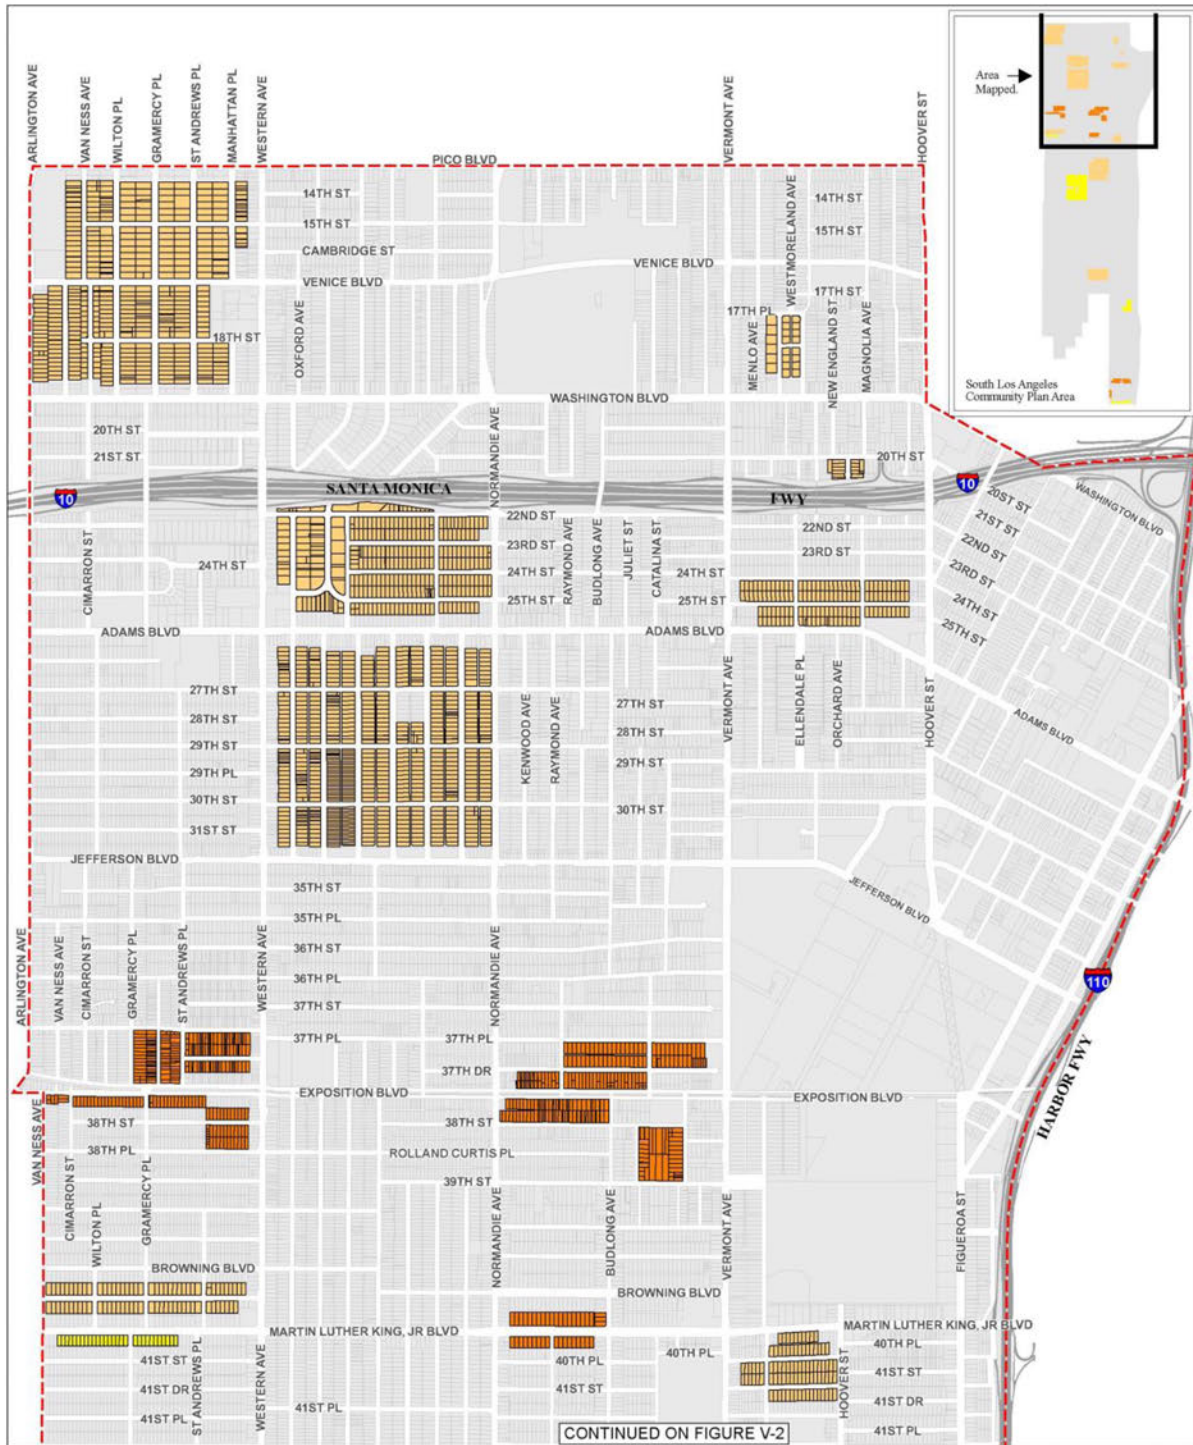 ARLINGTON AVE
VAN NESS AVE
WILTON PL
GRAMERCY PL
ST ANDREWS PL
MANHATTAN PL
WESTERN AVE
VERMONT AVE
HOOVER ST
Area
Mapped.
South Los Angeles
Community Plan Area
PICO BLVD
14TH ST
15TH ST
CAMBRIDGE ST
VENICE BLVD
WESTMORELAND AVE
14TH ST
15TH ST
VENICE BLVD
17TH ST
17TH PL
18TH ST
OXFORD AVE
MENLO AVE
NEW ENGLAND ST
MAGNOLIA AVE
WASHINGTON BLVD
20TH ST
21ST ST
NORMANDIE AVE
20TH ST
10
SANTA MONICA
FWY
10
WASHINGTON BLVD
20ST ST
21ST ST
22ND ST
23RD ST
24TH ST
25TH ST
CIMARRON ST
24TH ST
22ND ST
23RD ST
24TH ST
25TH ST
RAYMOND AVE
BUDLONG AVE
JULIET ST
CATALINA ST
22ND ST
23RD ST
24TH ST
25TH ST
ADAMS BLVD
ADAMS BLVD
ADAMS BLVD
27TH ST
28TH ST
29TH ST
29TH PL
30TH ST
31ST ST
KENWOOD AVE
RAYMOND AVE
27TH ST
28TH ST
29TH ST
30TH ST
VERMONT AVE
ELLENDALE PL
ORCHARD AVE
HOOVER ST
JEFFERSON BLVD
JEFFERSON BLVD
35TH ST
35TH PL
36TH ST
36TH PL
37TH ST
37TH PL
ARLINGTON AVE
VAN NESS AVE
CIMARRON ST
GRAMERCY PL
ST ANDREWS PL
WESTERN AVE
NORMANDIE AVE
110
HARBOR FWY
37TH PL
37TH DR
EXPOSITION BLVD
EXPOSITION BLVD
VAN NESS AVE
38TH ST
38TH PL
38TH ST
ROLLAND CURTIS PL
39TH ST
CIMARRON ST
WILTON PL
GRAMERCY PL
NORMANDIE AVE
BUDLONG AVE
VERMONT AVE
FIGUEROA ST
BROWNING BLVD
BROWNING BLVD
MARTIN LUTHER KING, JR BLVD
MARTIN LUTHER KING, JR BLVD
41ST ST
41ST DR
41ST PL
ST ANDREWS PL
WESTERN AVE
41ST PL
40TH PL
41ST ST
40TH PL
HOOVER ST
40TH PL
41ST ST
41ST DR
41ST PL
CONTINUED ON FIGURE V-2